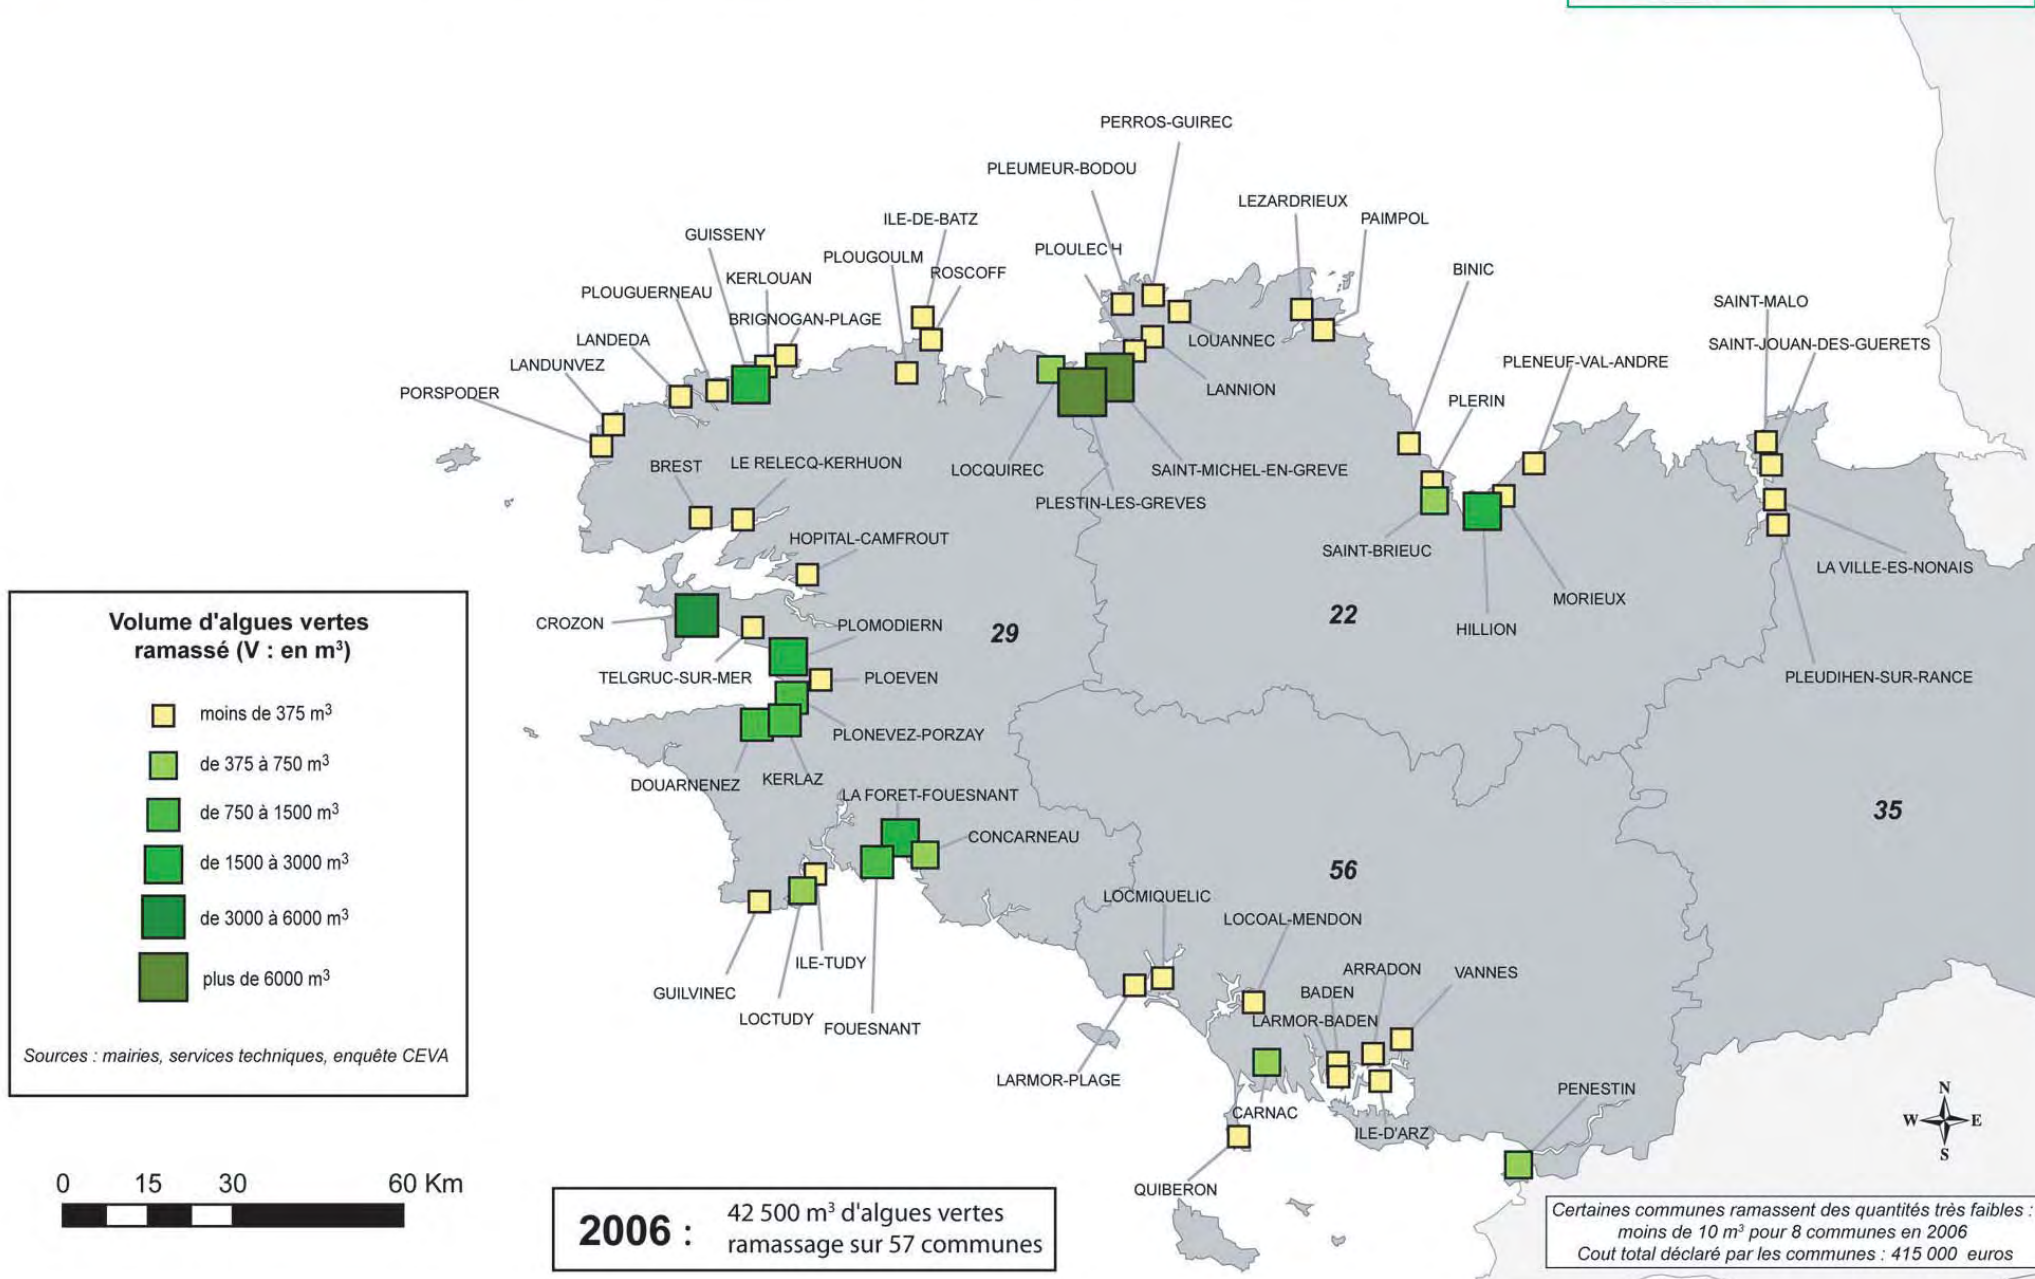 PERROS-GUIREC
PLEUMEUR-BODOU
LEZARDRIEUX
PAIMPOL
ILE-DE-BATZ
GUISSENY
PLOULECH
PLOUGOULM
ROSCOFF
BINIC
KERLOUAN
PLOUGUERNEAU
SAINT-MALO
BRIGNOGAN-PLAGE
LANDEDA
LOUANNEC
SAINT-JOUAN-DES-GUERETS
LANDUNVEZ
PLENEUF-VAL-ANDRE
PORSPODER
LANNION
PLERIN
BREST
LE RELECQ-KERHUON
LOCQUIREC
SAINT-MICHEL-EN-GREVE
PLESTIN-LES-GREVES
HOPITAL-CAMFROUT
SAINT-BRIEUC
LA VILLE-ES-NONAIS
MORIEUX
CROZON
PLOMODIERN
29
22
HILLION
TELGRUC-SUR-MER
PLOEVEN
PLEUDIHEN-SUR-RANCE
PLONEVEZ-PORZAY
DOUARNENEZ
KERLAZ
LA FORET-FOUESNANT
35
CONCARNEAU
56
LOCMIQUELIC
LOCOAL-MENDON
ILE-TUDY
ARRADON
VANNES
GUILVINEC
BADEN
LOCTUDY
FOUESNANT
LARMOR-BADEN
LARMOR-PLAGE
PENESTIN
CARNAC
ILE-D'ARZ
QUIBERON
Volume d'algues vertes
ramassé (V : en m³)
moins de 375 m³
de 375 à 750 m³
de 750 à 1500 m³
de 1500 à 3000 m³
de 3000 à 6000 m³
plus de 6000 m³
Sources : mairies, services techniques, enquête CEVA
N
W E
S
0 15 30 60 Km
2006 : 42 500 m³ d'algues vertes
ramassage sur 57 communes
Certaines communes ramassent des quantités très faibles :
moins de 10 m³ pour 8 communes en 2006
Cout total déclaré par les communes : 415 000 euros